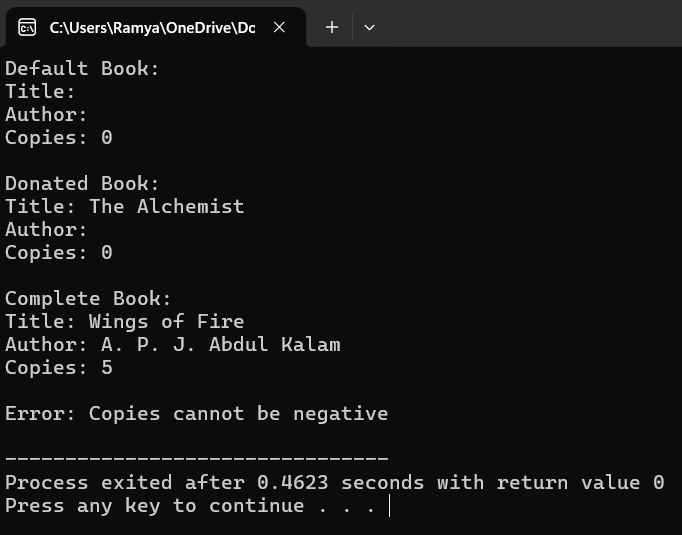 C:\Users\Ramya\OneDrive\Dc
Default Book:
Title:
Author:
Copies: 0
Donated Book:
Title: The Alchemist
Author:
Copies: 0
Complete Book:
Title: Wings of Fire
Author: A. P. J. Abdul Kalam
Copies: 5
Error: Copies cannot be negative
--------------------------------
Process exited after 0.4623 seconds with return value 0
Press any key to continue . . .